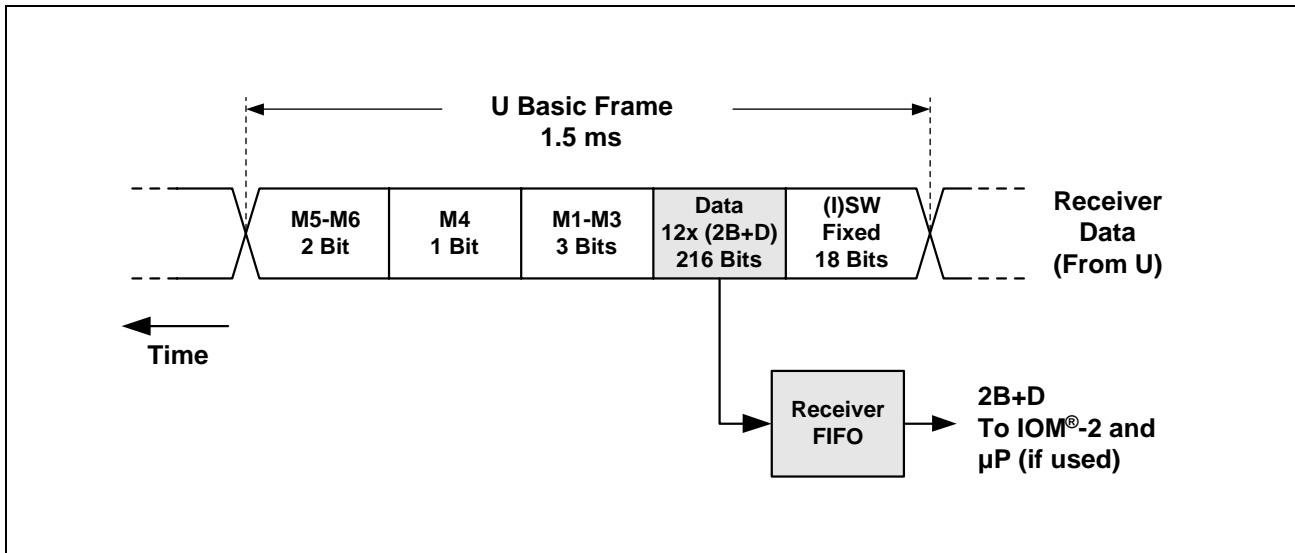 U Basic Frame
1.5 ms
M5-M6
2 Bit
M4
1 Bit
M1-M3
3 Bits
Data
12x (2B+D)
216 Bits
(I)SW
Fixed
18 Bits
Receiver
Data
(From U)
Time
Receiver
FIFO
2B+D
To IOM®-2 and
µP (if used)